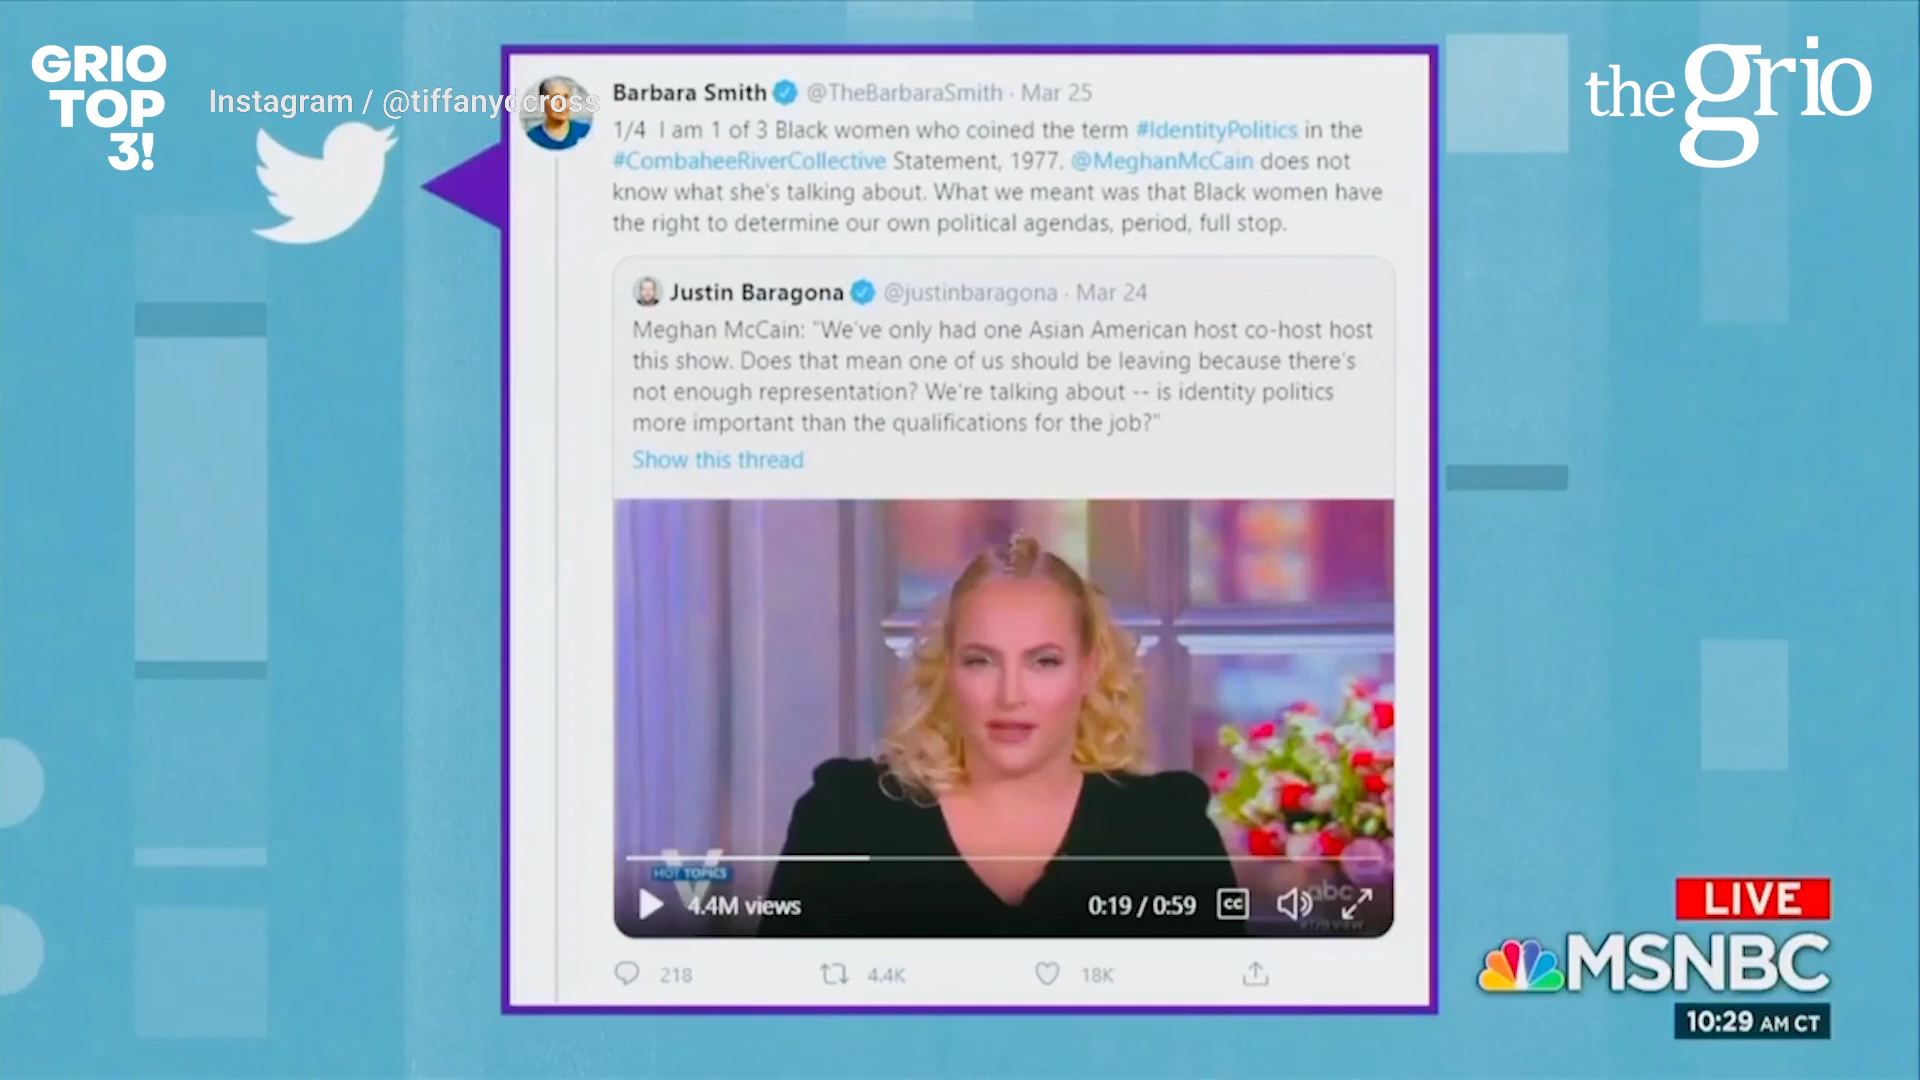 GRIO
TOP
3!
Instagram / @tiffanydcross
the grio
Barbara Smith @TheBarbaraSmith · Mar 25
1/4 I am 1 of 3 Black women who coined the term #IdentityPolitics in the
#CombaheeRiverCollective Statement, 1977. @MeghanMcCain does not
know what she's talking about. What we meant was that Black women have
the right to determine our own political agendas, period, full stop.
Justin Baragona @justinbaragona · Mar 24
Meghan McCain: "We've only had one Asian American host co-host host
this show. Does that mean one of us should be leaving because there's
not enough representation? We're talking about -- is identity politics
more important than the qualifications for the job?"
Show this thread
HOT TOPICS
4.4M views
0:19 / 0:59
CC
abc
#THEVIEW
218
4.4K
18K
LIVE
MSNBC
10:29 AM CT